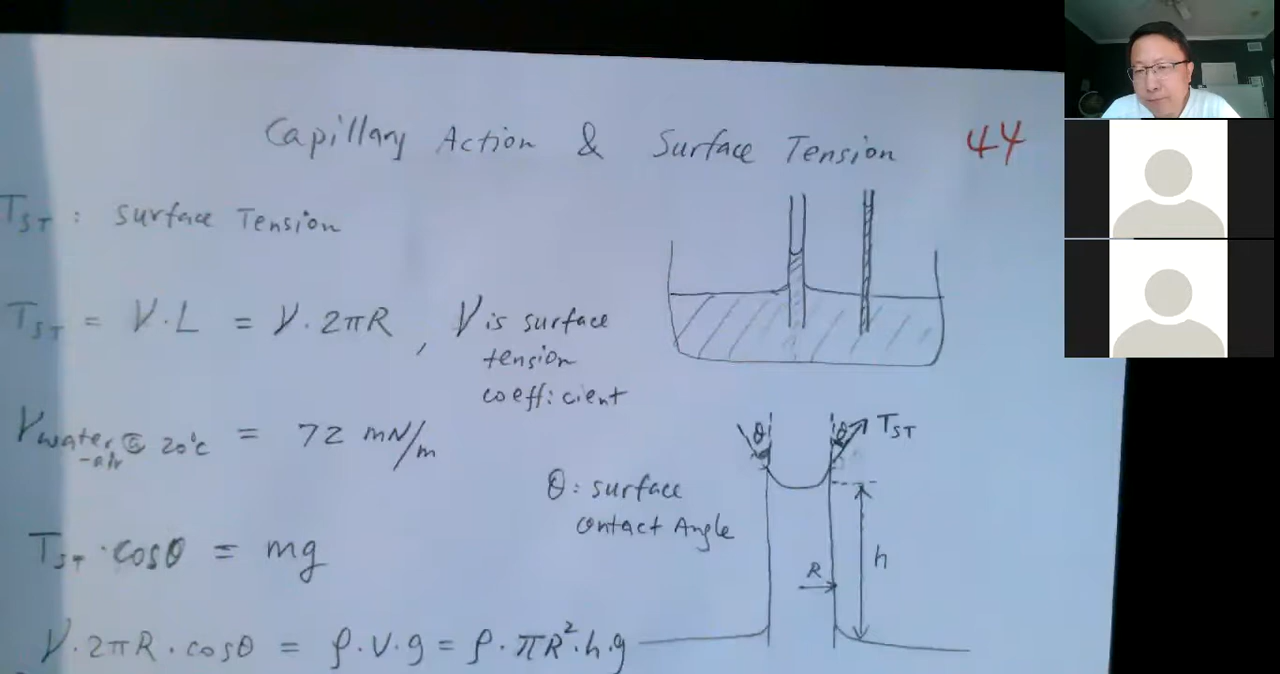 Capillary Action & Surface Tension 44
T_ST : surface Tension
T_ST = γ·L = γ·2πR , γ is surface
tension
coefficient
γ water-air @ 20°c = 72 mN/m
T_ST·cosθ = mg
γ·2πR·cosθ = ρ·V·g = ρ·πR²·h·g
θ θ T_ST
θ: surface
contact Angle
h
R